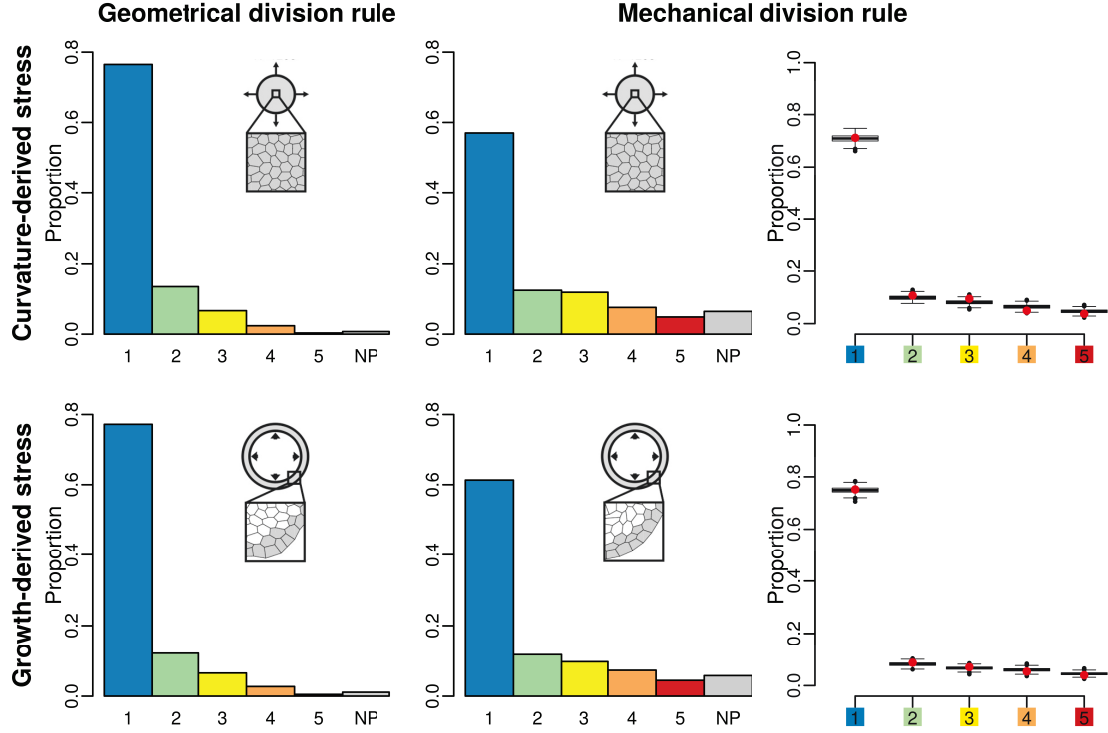 Geometrical division rule
Mechanical division rule
Curvature-derived stress
Proportion
0.0 0.2 0.4 0.6 0.8
1 2 3 4 5 NP
0.0 0.2 0.4 0.6 0.8
1 2 3 4 5 NP
Proportion
0.0 0.2 0.4 0.6 0.8 1.0
1 2 3 4 5
Growth-derived stress
Proportion
0.0 0.2 0.4 0.6 0.8
1 2 3 4 5 NP
0.0 0.2 0.4 0.6 0.8
1 2 3 4 5 NP
Proportion
0.0 0.2 0.4 0.6 0.8 1.0
1 2 3 4 5